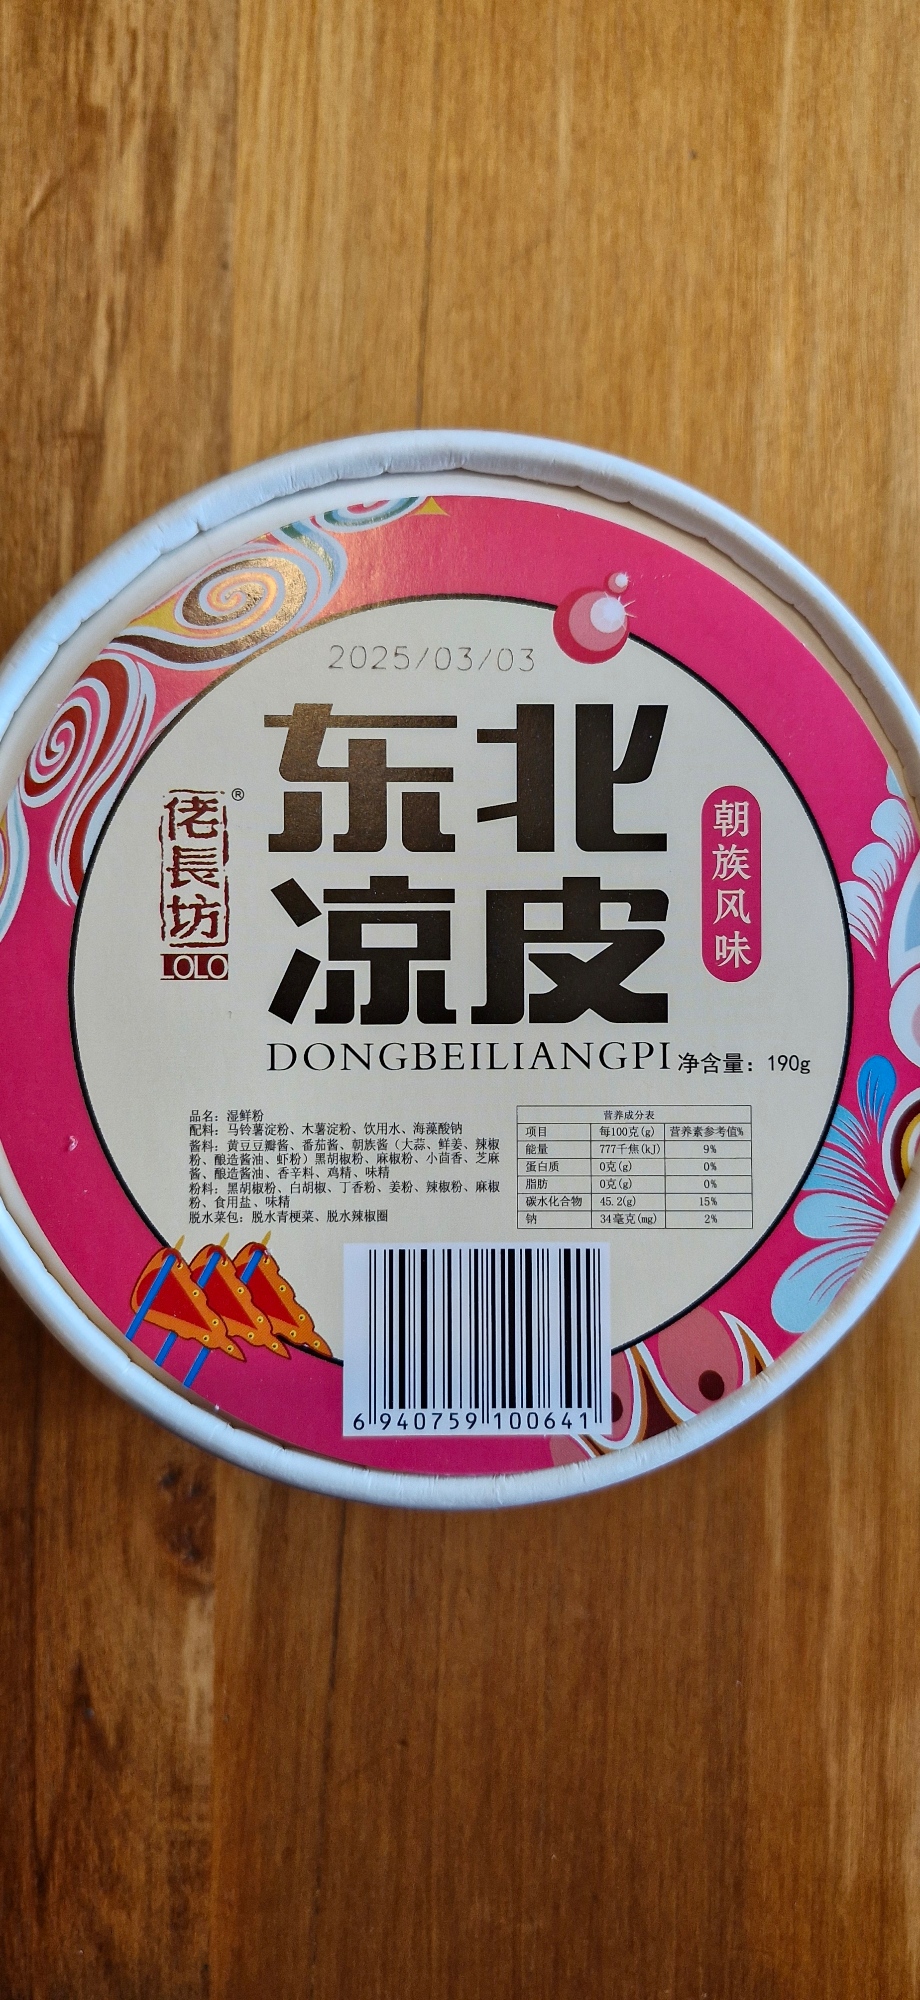 2025/03/03
东北
凉皮
佬長坊®
LOLO
朝族风味
DONGBEILIANGPI
净含量：190g
品名：湿鲜粉
配料：马铃薯淀粉、木薯淀粉、饮用水、海藻酸钠
酱料：黄豆豆瓣酱、番茄酱、朝族酱（大蒜、鲜姜、辣椒
粉、酿造酱油、虾粉）黑胡椒粉、麻椒粉、小茴香、芝麻
酱、酿造酱油、香辛料、鸡精、味精
粉料：黑胡椒粉、白胡椒、丁香粉、姜粉、辣椒粉、麻椒
粉、食用盐、味精
脱水菜包：脱水青梗菜、脱水辣椒圈
营养成分表
项目 每100克(g) 营养素参考值%
能量 777千焦(kJ) 9%
蛋白质 0克(g) 0%
脂肪 0克(g) 0%
碳水化合物 45.2(g) 15%
钠 34毫克(mg) 2%
6 940759 100641